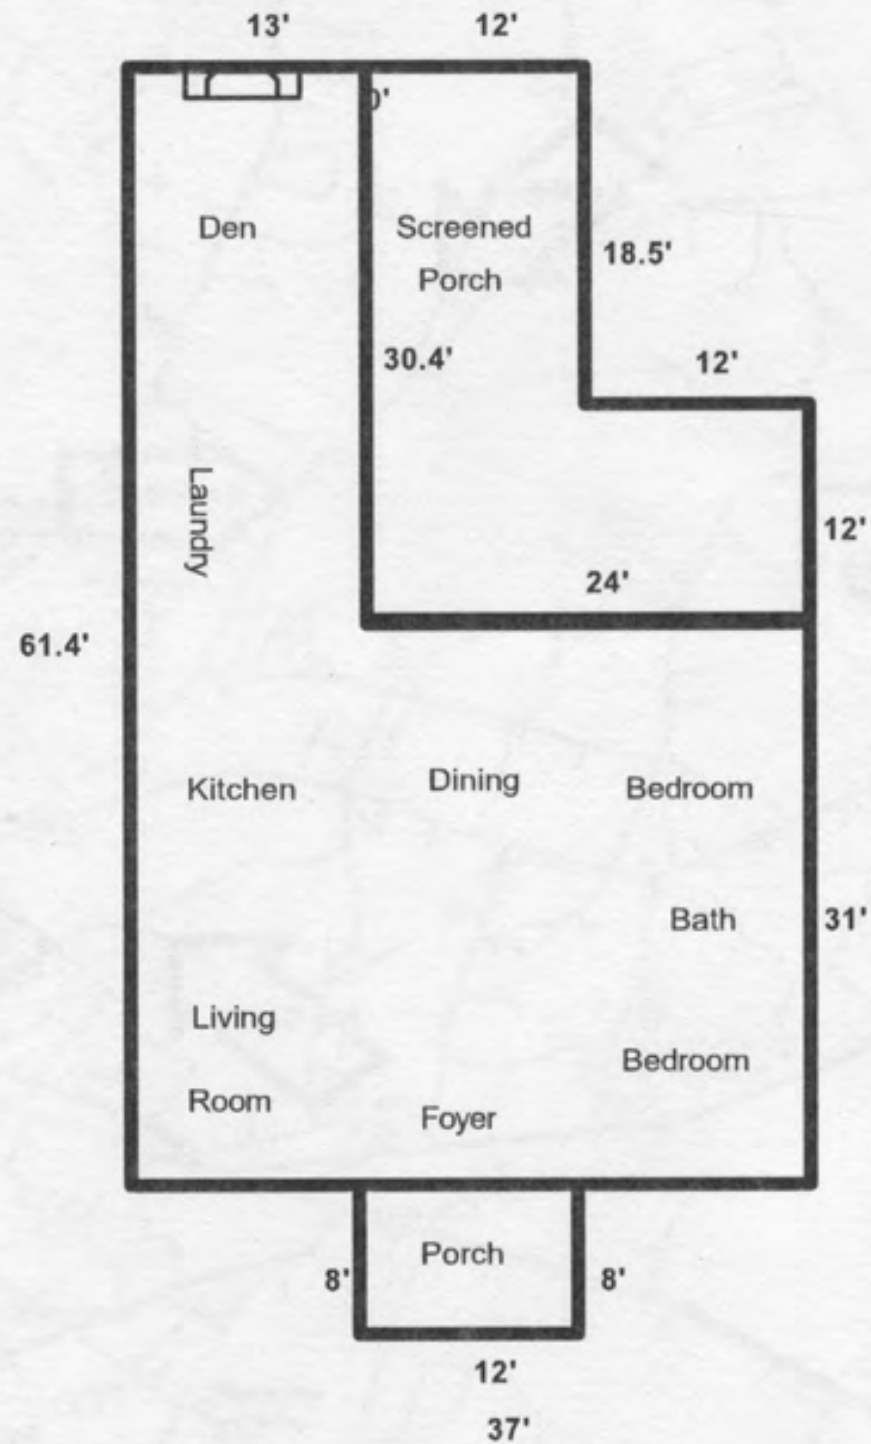 13'
12'
0'
Den
Screened
Porch
18.5'
30.4'
12'
Laundry
12'
24'
61.4'
Kitchen
Dining
Bedroom
Bath
31'
Living
Room
Bedroom
Foyer
Porch
8'
8'
12'
37'